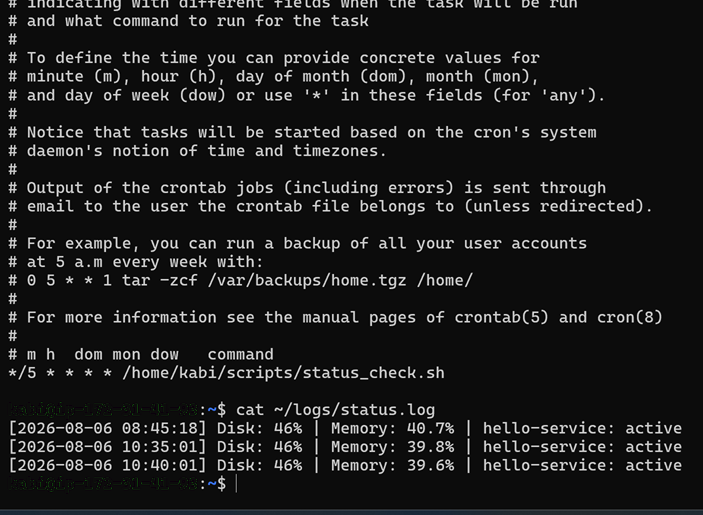 # indicating with different fields when the task will be run
# and what command to run for the task
#
# To define the time you can provide concrete values for
# minute (m), hour (h), day of month (dom), month (mon),
# and day of week (dow) or use '*' in these fields (for 'any').
#
# Notice that tasks will be started based on the cron's system
# daemon's notion of time and timezones.
#
# Output of the crontab jobs (including errors) is sent through
# email to the user the crontab file belongs to (unless redirected).
#
# For example, you can run a backup of all your user accounts
# at 5 a.m every week with:
# 0 5 * * 1 tar -zcf /var/backups/home.tgz /home/
#
# For more information see the manual pages of crontab(5) and cron(8)
#
# m h  dom mon dow   command
*/5 * * * * /home/kabi/scripts/status_check.sh
:~$ cat ~/logs/status.log
[2026-08-06 08:45:18] Disk: 46% | Memory: 40.7% | hello-service: active
[2026-08-06 10:35:01] Disk: 46% | Memory: 39.8% | hello-service: active
[2026-08-06 10:40:01] Disk: 46% | Memory: 39.6% | hello-service: active
:~$